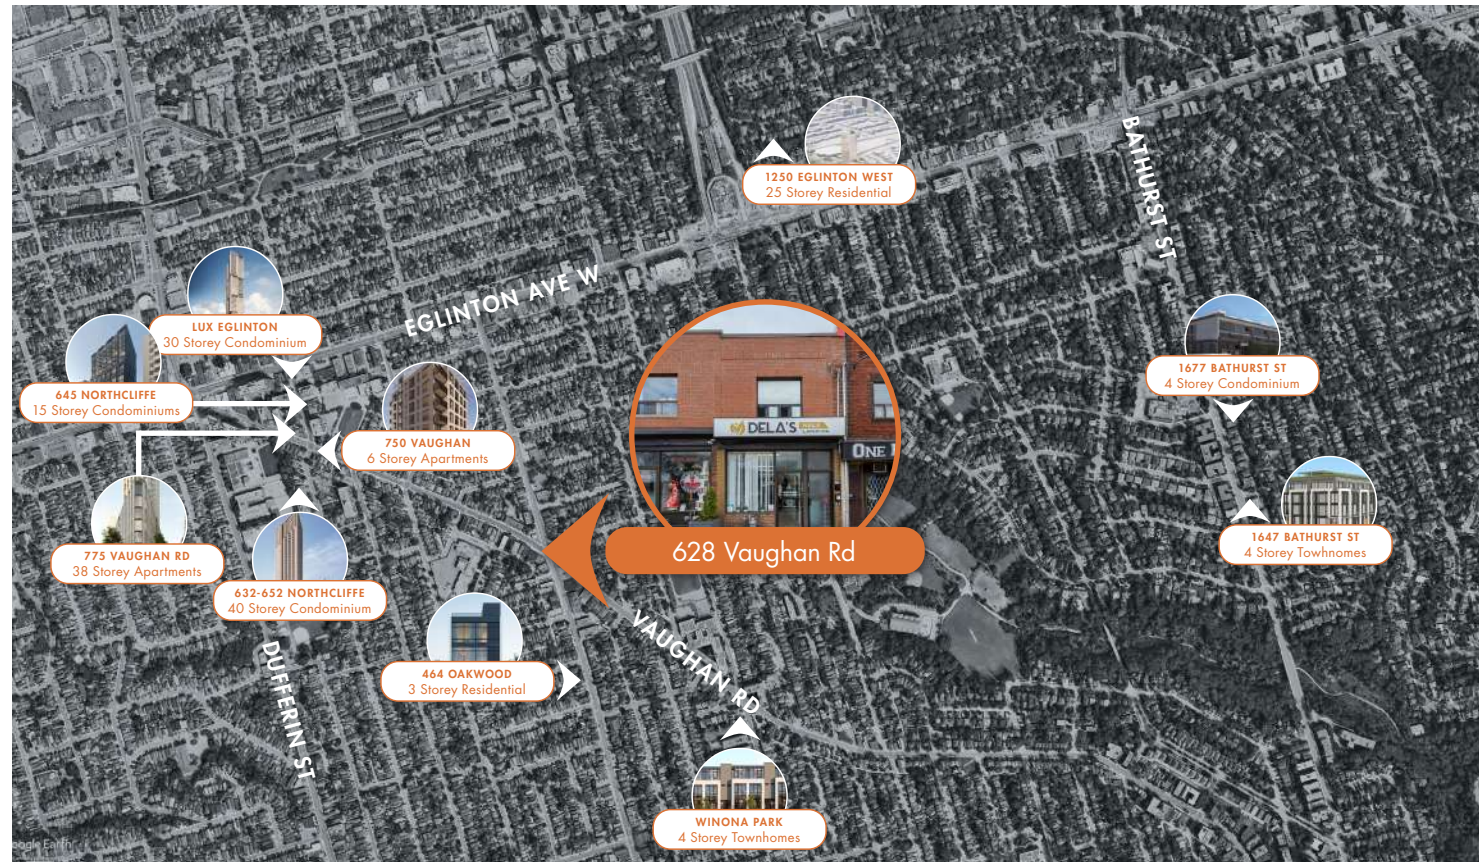 BATHURST ST
1250 EGLINTON WEST
25 Storey Residential
EGLINTON AVE W
LUX EGLINTON
30 Storey Condominium
645 NORTHCLIFFE
15 Storey Condominiums
1677 BATHURST ST
4 Storey Condominium
DELA'S
ONE
750 VAUGHAN
6 Storey Apartments
628 Vaughan Rd
1647 BATHURST ST
4 Storey Towhnomes
775 VAUGHAN RD
38 Storey Apartments
632-652 NORTHCLIFFE
40 Storey Condominium
VAUGHAN RD
464 OAKWOOD
3 Storey Residential
DUFFERIN ST
WINONA PARK
4 Storey Townhomes
oogle Earth